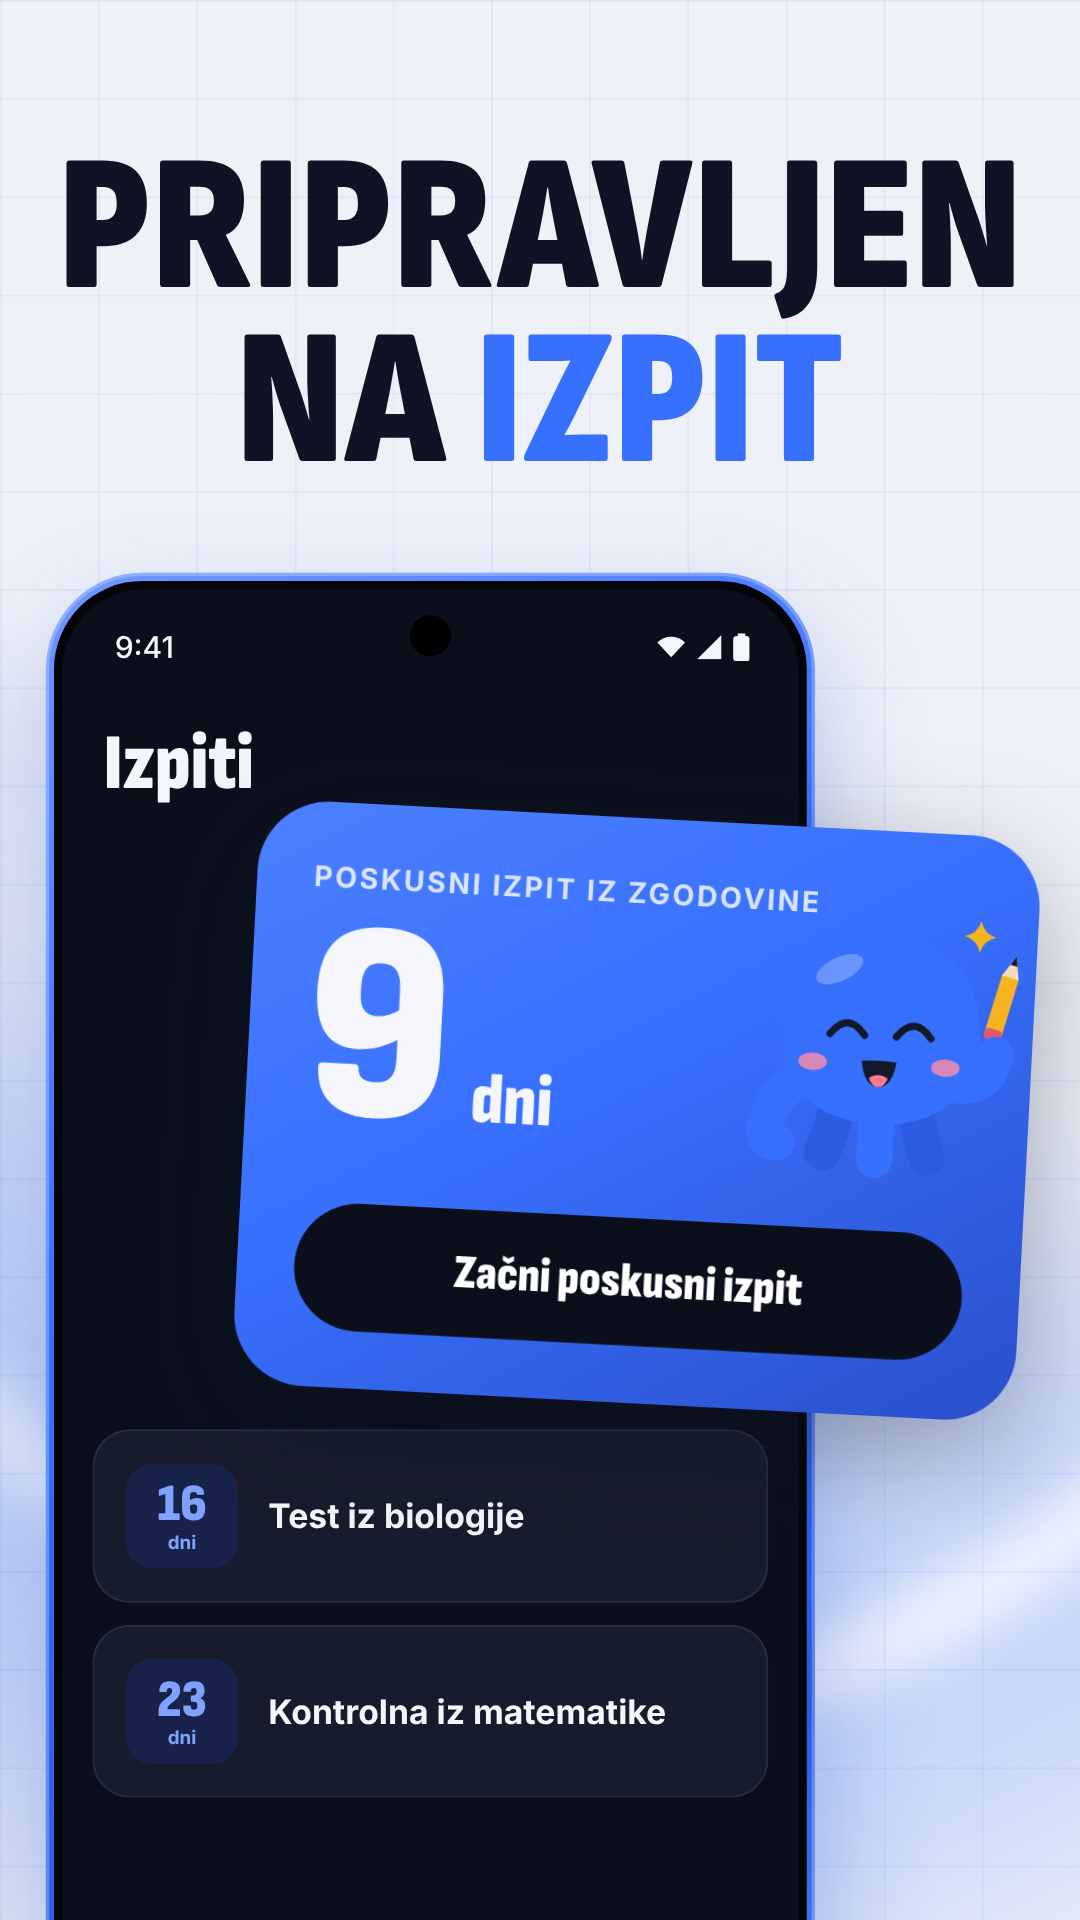 PRIPRAVLJEN
NA IZPIT
9:41
Izpiti
POSKUSNI IZPIT IZ ZGODOVINE
9 dni
Začni poskusni izpit
16
dni
Test iz biologije
23
dni
Kontrolna iz matematike